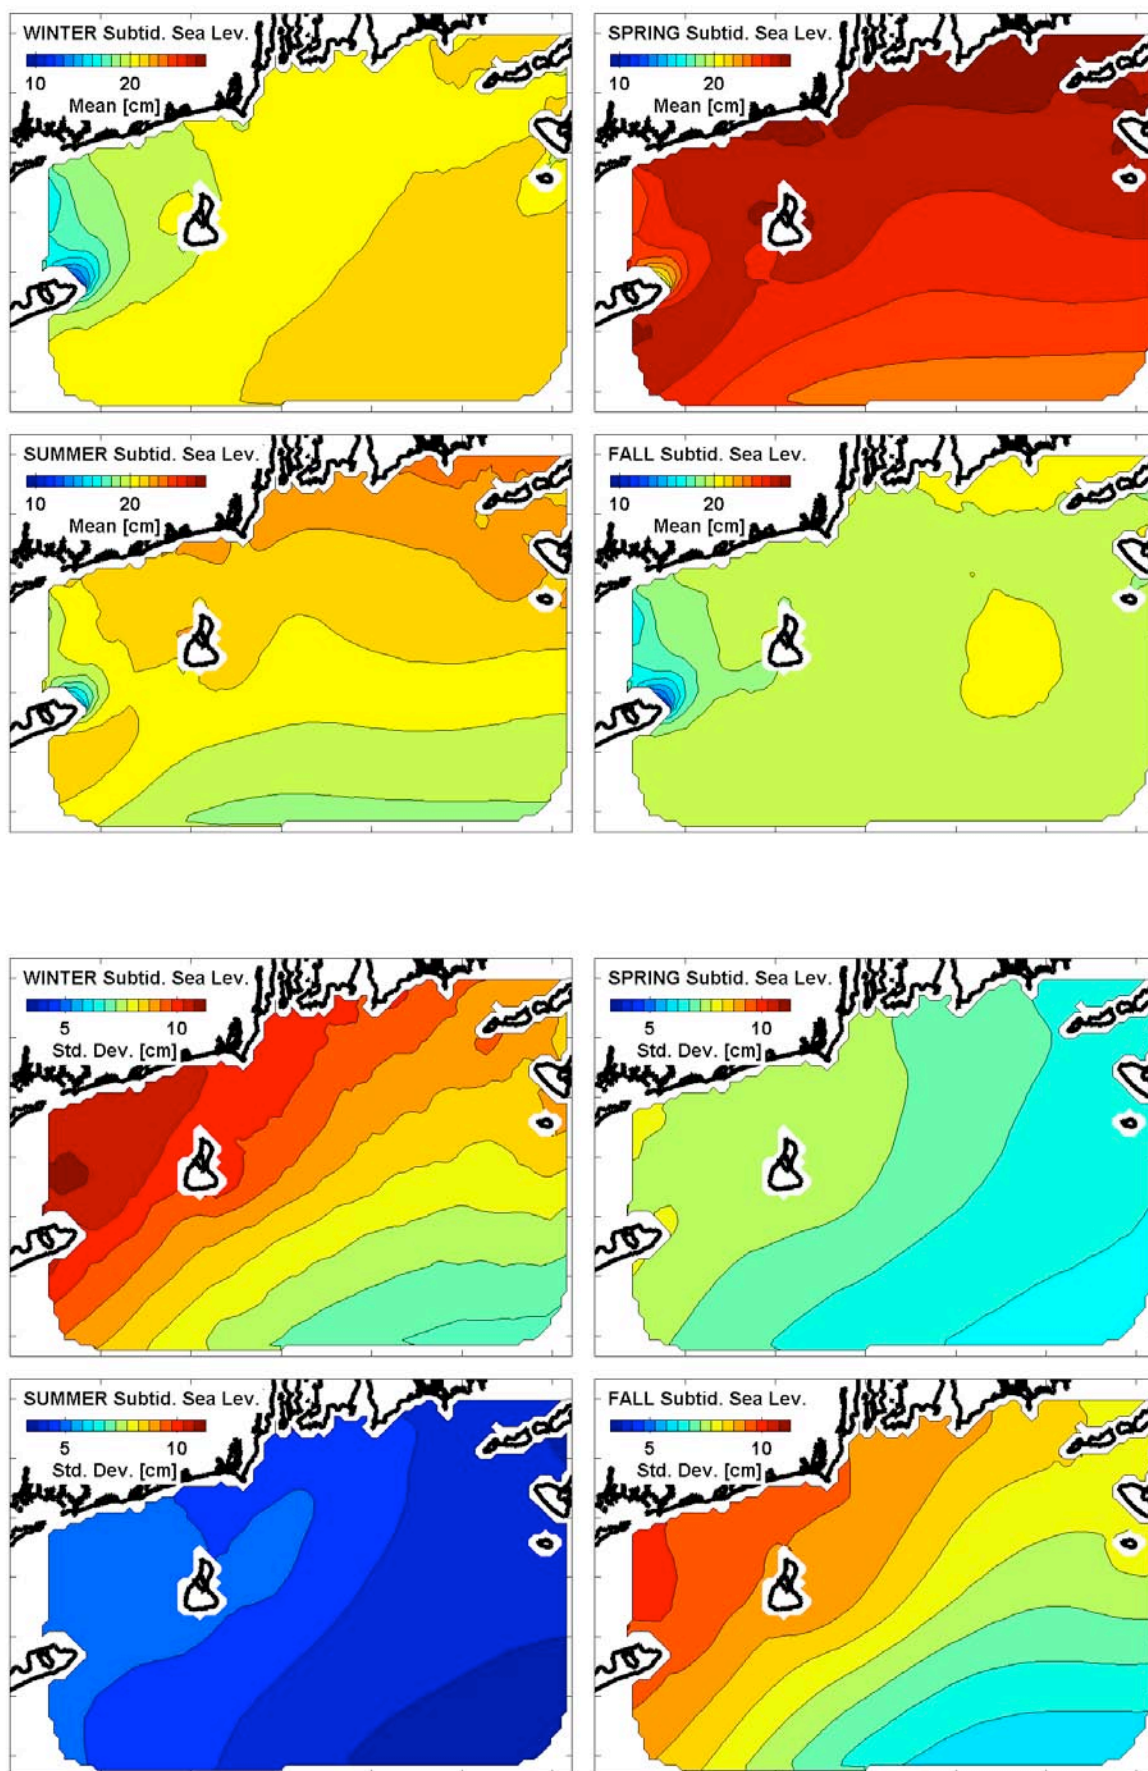 WINTER Subtid. Sea Lev.
10 20
Mean [cm]
SPRING Subtid. Sea Lev.
10 20
Mean [cm]
SUMMER Subtid. Sea Lev.
10 20
Mean [cm]
FALL Subtid. Sea Lev.
10 20
Mean [cm]
WINTER Subtid. Sea Lev.
5 10
Std. Dev. [cm]
SPRING Subtid. Sea Lev.
5 10
Std. Dev. [cm]
SUMMER Subtid. Sea Lev.
5 10
Std. Dev. [cm]
FALL Subtid. Sea Lev.
5 10
Std. Dev. [cm]